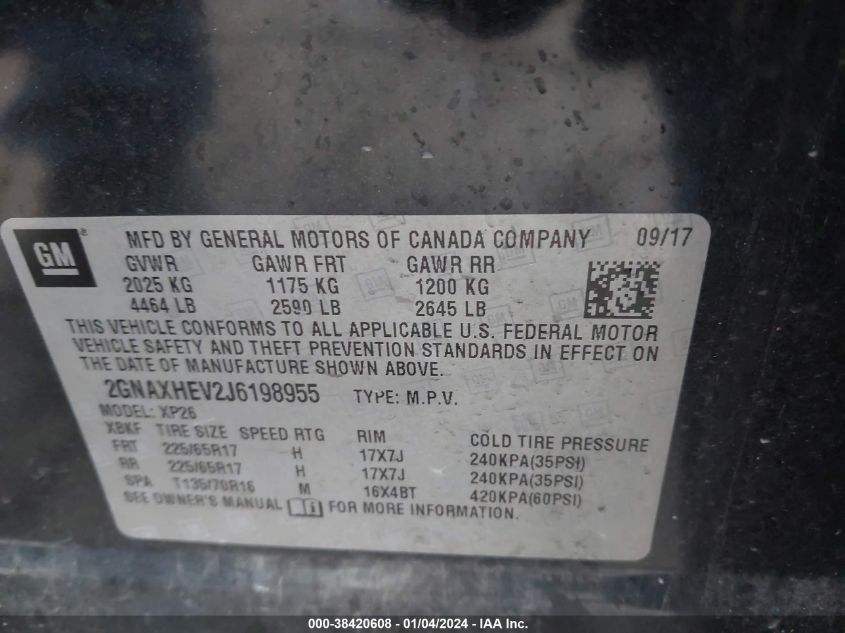 GM
MFD BY GENERAL MOTORS OF CANADA COMPANY 09/17
GVWR GAWR FRT GAWR RR
2025 KG 1175 KG 1200 KG
4464 LB 2590 LB 2645 LB
THIS VEHICLE CONFORMS TO ALL APPLICABLE U.S. FEDERAL MOTOR
VEHICLE SAFETY AND THEFT PREVENTION STANDARDS IN EFFECT ON
THE DATE OF MANUFACTURE SHOWN ABOVE.
2GNAXHEV2J6198955 TYPE: M.P.V.
MODEL: XP26
XBKF TIRE SIZE SPEED RTG RIM COLD TIRE PRESSURE
FRT 225/65R17 H 17X7J 240KPA(35PSI)
RR 225/65R17 H 17X7J 240KPA(35PSI)
SPA T135/70R16 M 16X4BT 420KPA(60PSI)
SEE OWNER'S MANUAL FOR MORE INFORMATION.
000-38420608 - 01/04/2024 - IAA Inc.